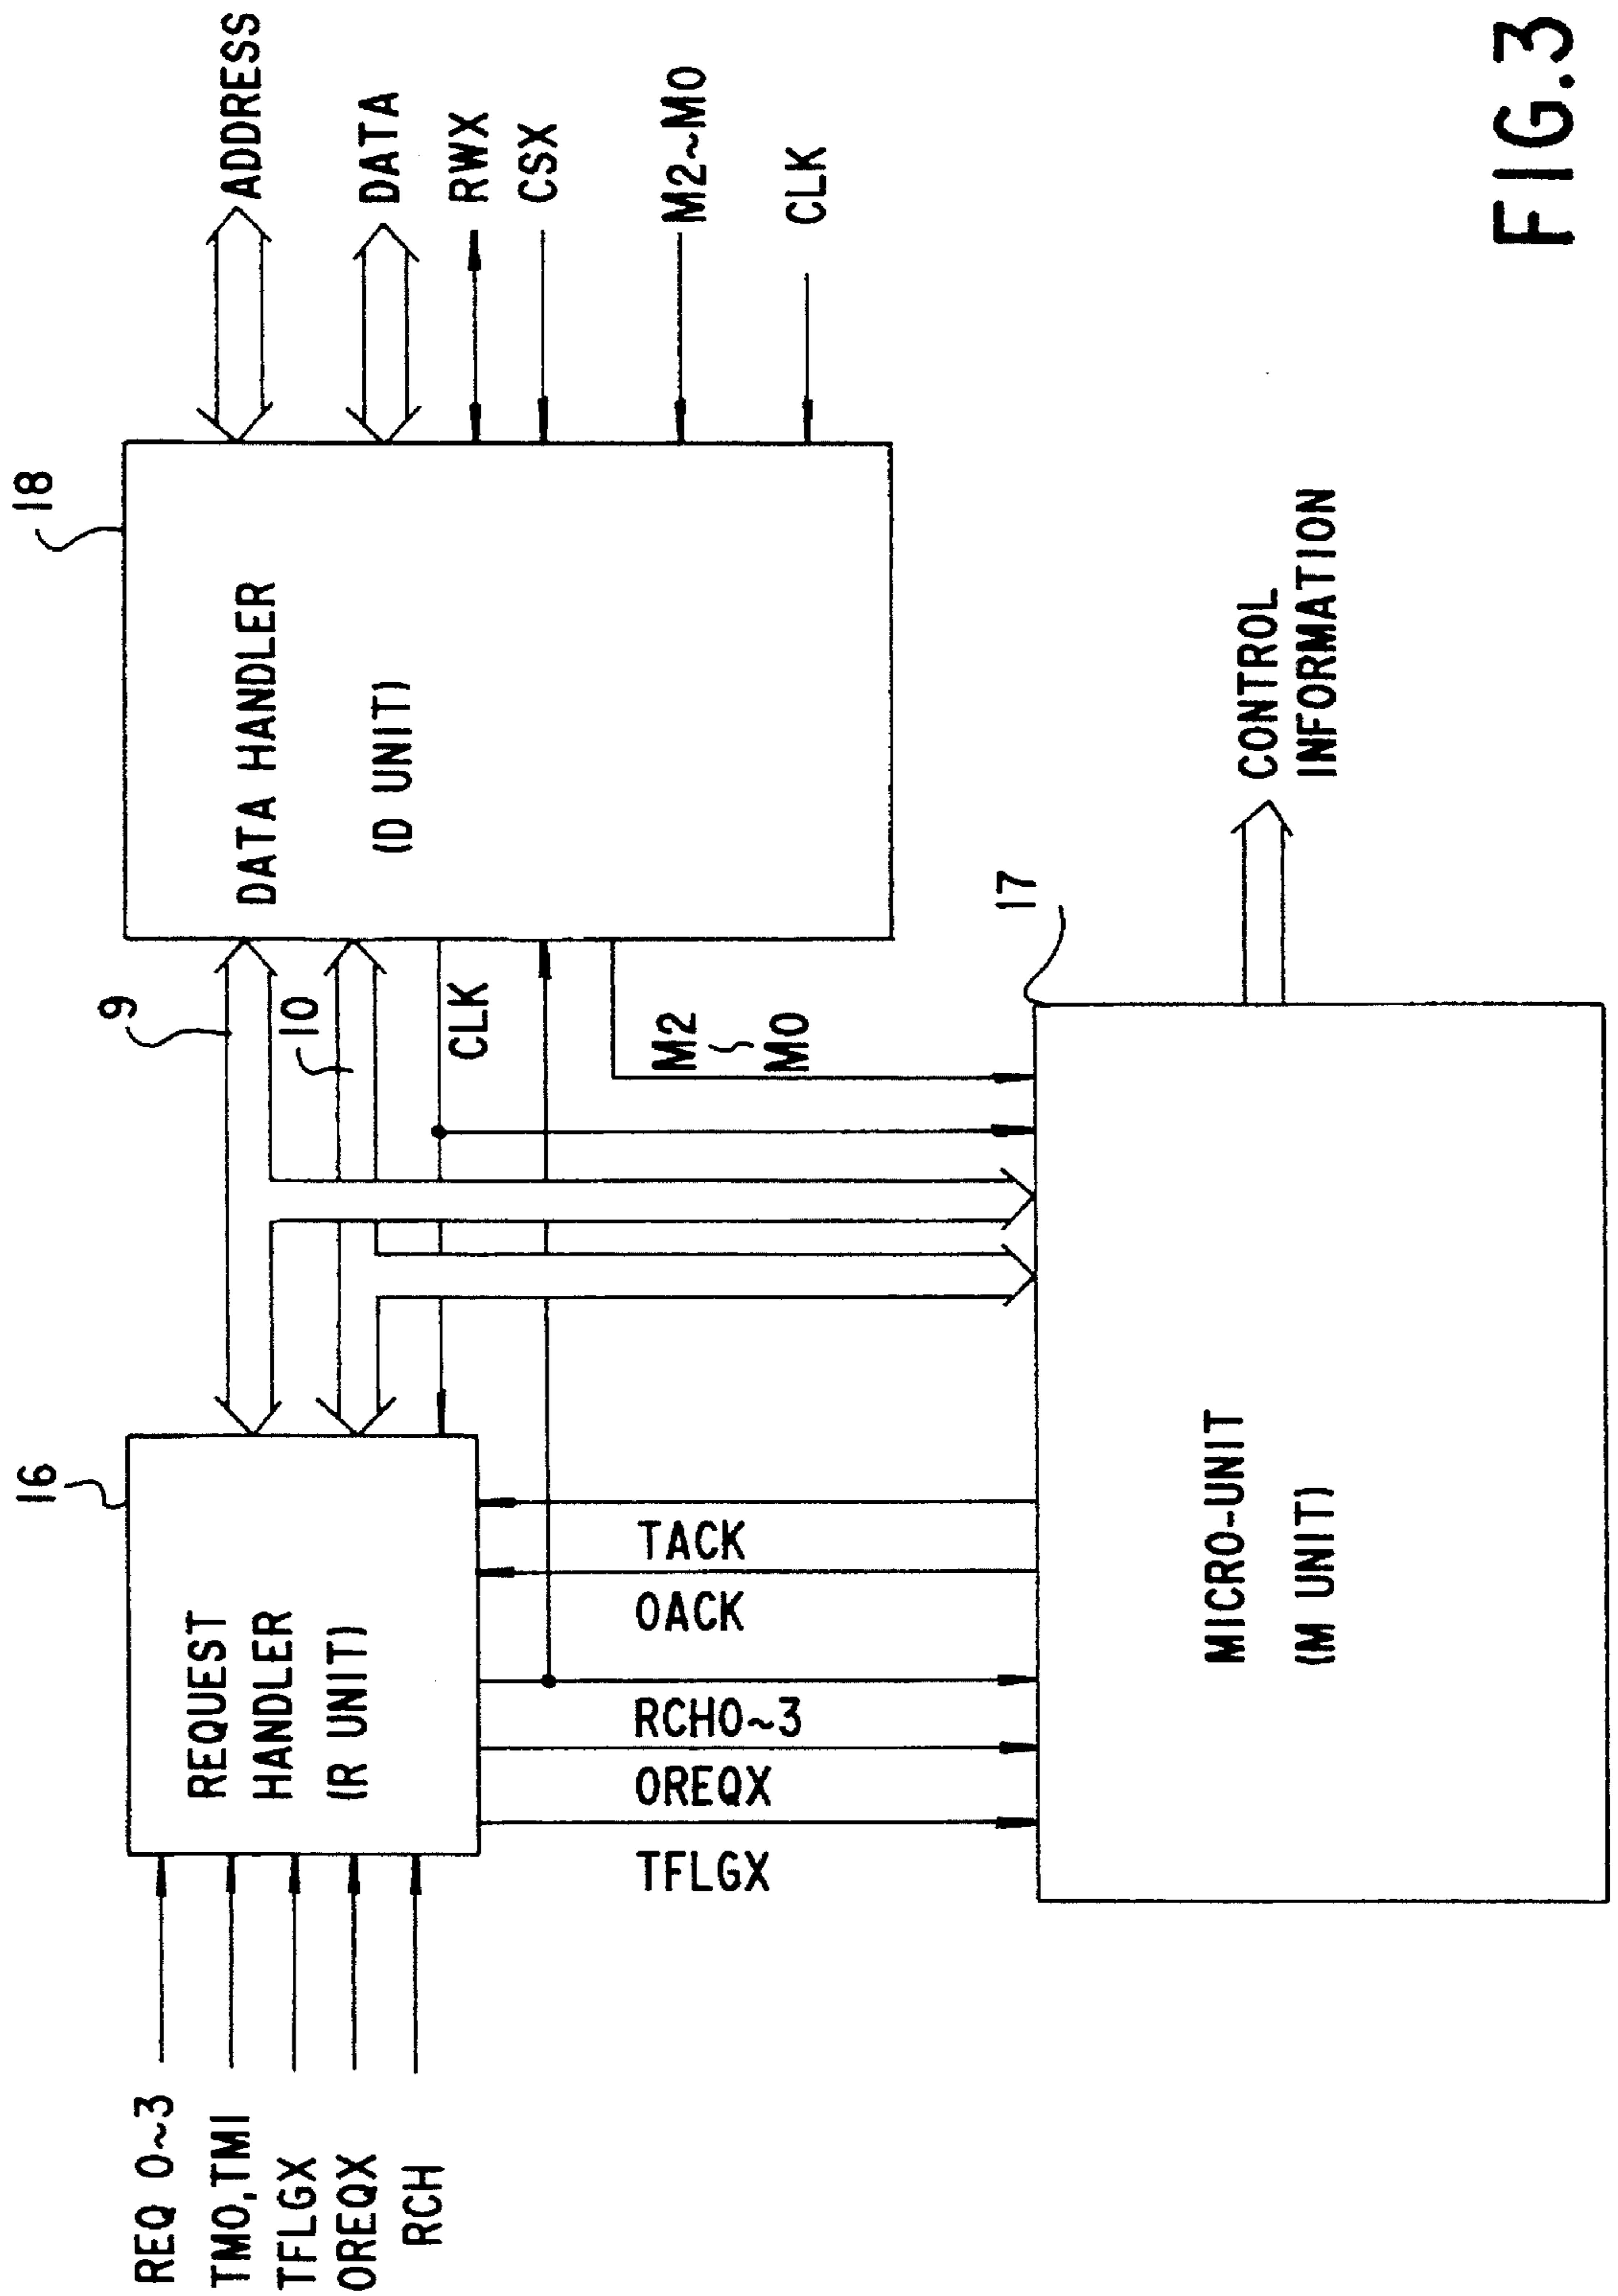 REQ 0~3
TM0,TM1
TFLGX
OREQX
RCH
16
REQUEST
HANDLER
(R UNIT)
9
10
CLK
M2
~
M0
18
DATA HANDLER
(D UNIT)
ADDRESS
DATA
RWX
CSX
M2~M0
CLK
TACK
OACK
RCH0~3
OREQX
TFLGX
17
MICRO-UNIT
(M UNIT)
CONTROL
INFORMATION
FIG.3